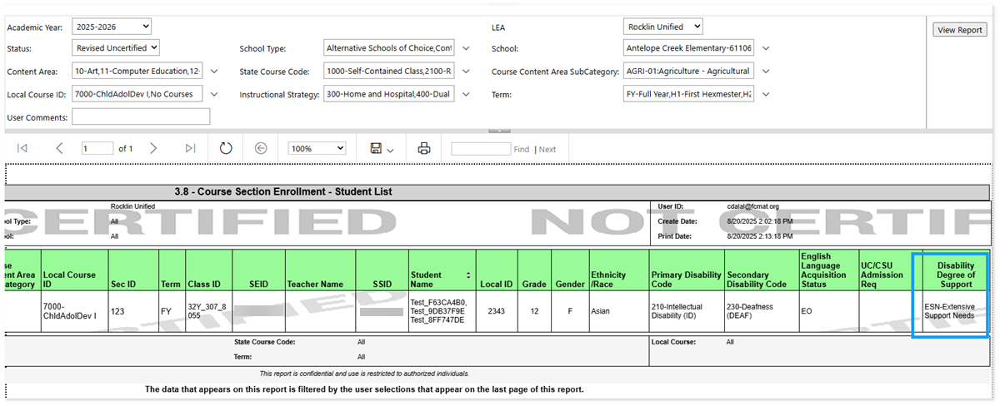 Academic Year: 2025-2026 LEA Rocklin Unified View Report
Status: Revised Uncertified School Type: Alternative Schools of Choice,Con School: Antelope Creek Elementary-61106
Content Area: 10-Art,11-Computer Education,12- State Course Code: 1000-Self-Contained Class,2100-R Course Content Area SubCategory: AGRI-01:Agriculture - Agricultural
Local Course ID: 7000-ChldAdolDev I,No Courses Instructional Strategy: 300-Home and Hospital,400-Dual Term: FY-Full Year,H1-First Hexmester,H2
User Comments:
1 of 1 100% Find | Next
3.8 - Course Section Enrollment - Student List
Rocklin Unified User ID: cdalal@fcmat.org
ool Type: All Create Date: 8/20/2025 2:02:18 PM
ool: All Print Date: 8/20/2025 2:13:18 PM
CERTIFIED NOT CERTIF
se
nt Area
ategory
Local Course
ID
Sec ID
Term
Class ID
SEID
Teacher Name
SSID
Student
Name
Local ID
Grade
Gender
Ethnicity
/Race
Primary Disability
Code
Secondary
Disability Code
English
Language
Acquisition
Status
UC/CSU
Admission
Req
Disability
Degree of
Support
7000-
ChldAdolDev I
123
FY
32Y_307_8
055
Test_F63CA4B0,
Test_9DB37F9E
Test_8FF747DE
2343
12
F
Asian
210-Intellectual
Disability (ID)
230-Deafness
(DEAF)
EO
ESN-Extensive
Support Needs
State Course Code: All Local Course: All
Term: All
This report is confidential and use is restricted to authorized individuals.
The data that appears on this report is filtered by the user selections that appear on the last page of this report.